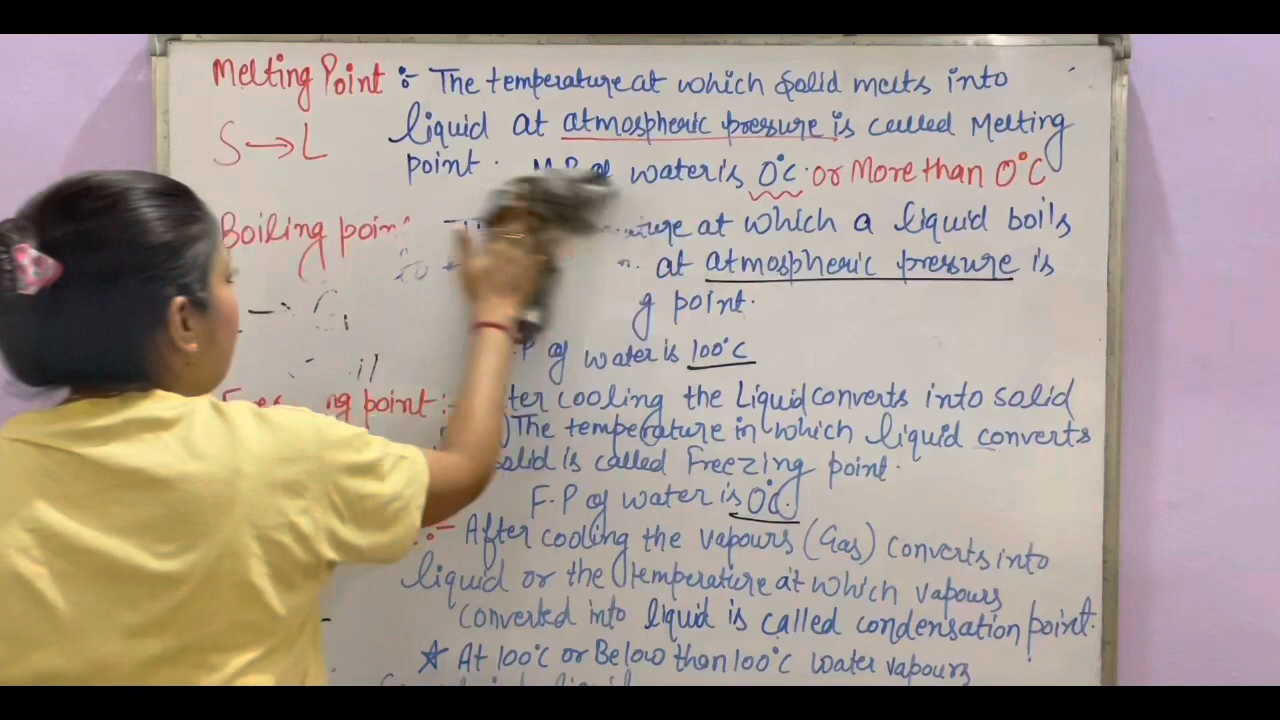 Melting Point :- The temperature at which solid melts into
liquid at atmospheric pressure is called Melting
S → L
point. water is 0°C. or More than 0°C
Boiling point at which a liquid boils
at atmospheric pressure is
g point.
P of water is 100°C
ng point :- ter cooling the Liquid converts into solid
) The temperature in which liquid converts
solid is called Freezing point.
F.P of water is 0°C.
:- After cooling the vapours (Gas) converts into
liquid or the temperature at which vapours
converted into liquid is called condensation point.
★ At 100°C or Below than 100°C water vapours